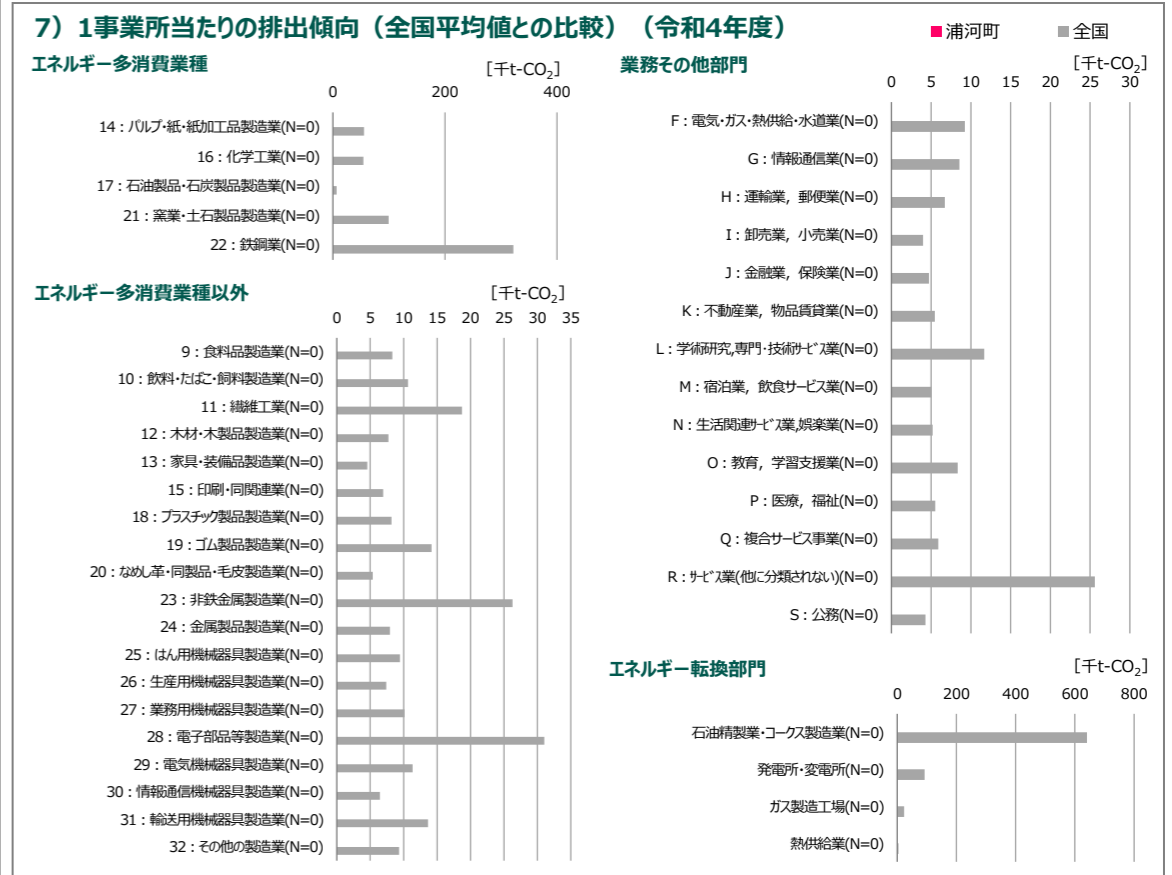 7）1事業所当たりの排出傾向（全国平均値との比較）（令和4年度）
■浦河町 ■全国
エネルギー多消費業種
[千t-CO₂]
0 200 400
14：パルプ・紙・紙加工品製造業(N=0)
16：化学工業(N=0)
17：石油製品・石炭製品製造業(N=0)
21：窯業・土石製品製造業(N=0)
22：鉄鋼業(N=0)
エネルギー多消費業種以外
[千t-CO₂]
0 5 10 15 20 25 30 35
9：食料品製造業(N=0)
10：飲料・たばこ・飼料製造業(N=0)
11：繊維工業(N=0)
12：木材・木製品製造業(N=0)
13：家具・装備品製造業(N=0)
15：印刷・同関連業(N=0)
18：プラスチック製品製造業(N=0)
19：ゴム製品製造業(N=0)
20：なめし革・同製品・毛皮製造業(N=0)
23：非鉄金属製造業(N=0)
24：金属製品製造業(N=0)
25：はん用機械器具製造業(N=0)
26：生産用機械器具製造業(N=0)
27：業務用機械器具製造業(N=0)
28：電子部品等製造業(N=0)
29：電気機械器具製造業(N=0)
30：情報通信機械器具製造業(N=0)
31：輸送用機械器具製造業(N=0)
32：その他の製造業(N=0)
業務その他部門
[千t-CO₂]
0 5 10 15 20 25 30
F：電気・ガス・熱供給・水道業(N=0)
G：情報通信業(N=0)
H：運輸業，郵便業(N=0)
I：卸売業，小売業(N=0)
J：金融業，保険業(N=0)
K：不動産業，物品賃貸業(N=0)
L：学術研究,専門・技術ｻｰﾋﾞｽ業(N=0)
M：宿泊業，飲食サービス業(N=0)
N：生活関連ｻｰﾋﾞｽ業,娯楽業(N=0)
O：教育，学習支援業(N=0)
P：医療，福祉(N=0)
Q：複合サービス事業(N=0)
R：ｻｰﾋﾞｽ業(他に分類されない)(N=0)
S：公務(N=0)
エネルギー転換部門
[千t-CO₂]
0 200 400 600 800
石油精製業・コークス製造業(N=0)
発電所・変電所(N=0)
ガス製造工場(N=0)
熱供給業(N=0)